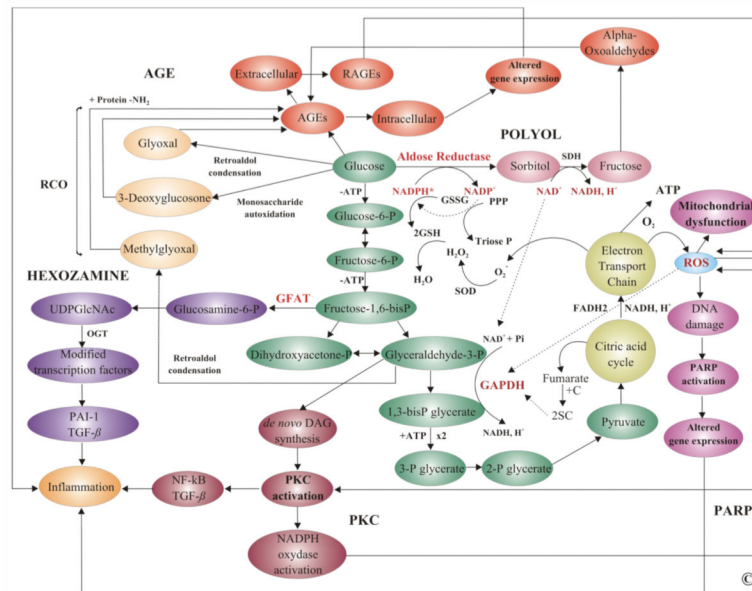 Alpha-
Oxoaldehydes
AGE
Extracellular
RAGEs
Altered
gene expression
+ Protein -NH2
AGEs
Intracellular
Glyoxal
POLYOL
Retroaldol
condensation
Glucose
Aldose Reductase
Sorbitol
SDH
Fructose
RCO
3-Deoxyglucosone
Monosaccharide
autoxidation
-ATP
NADPH*
NADP+
GSSG
PPP
NAD+
NADH, H+
ATP
Mitochondrial
dysfunction
Glucose-6-P
2GSH
Triose P
O2
Methylglyoxal
Fructose-6-P
H2O2
H2O
SOD
O2-
Electron
Transport
Chain
ROS
HEXOZAMINE
-ATP
UDPGlcNAc
Glucosamine-6-P
GFAT
Fructose-1,6-bisP
FADH2
NADH, H+
DNA
damage
OGT
Modified
transcription factors
Retroaldol
condensation
Dihydroxyacetone-P
Glyceraldehyde-3-P
NAD+ + Pi
GAPDH
Citric acid
cycle
Fumarate
+C
2SC
PARP
activation
PAI-1
TGF-β
de novo DAG
synthesis
1,3-bisP glycerate
+ATP
x2
NADH, H+
Pyruvate
Altered
gene expression
3-P glycerate
2-P glycerate
Inflammation
NF-kB
TGF-β
PKC
activation
PKC
PARP
NADPH
oxydase
activation
©